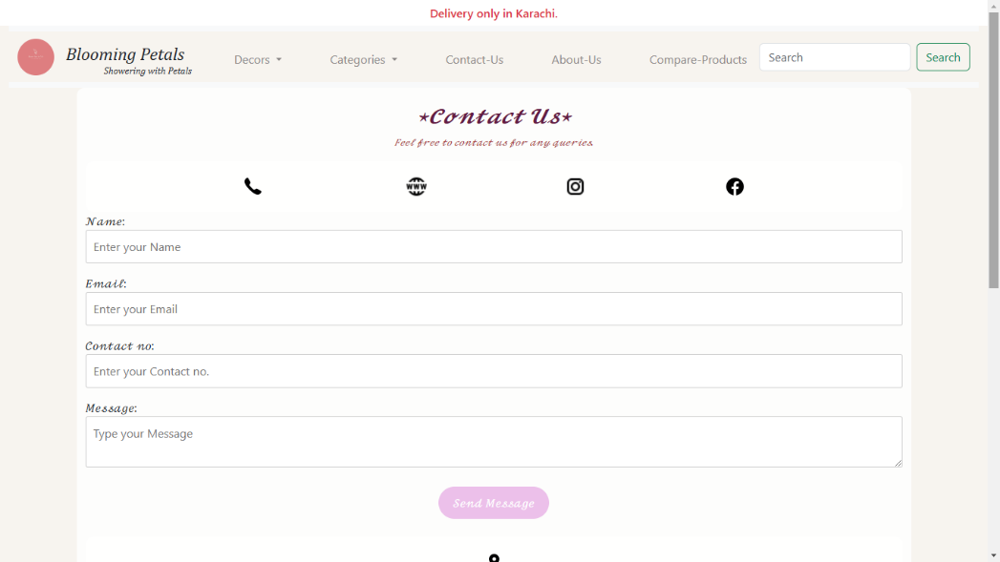 Delivery only in Karachi.
Blooming Petals
Showering with Petals
Decors
Categories
Contact-Us
About-Us
Compare-Products
Search
Search
★Contact Us★
Feel free to contact us for any queries.
WWW
Name:
Enter your Name
Email:
Enter your Email
Contact no:
Enter your Contact no.
Message:
Type your Message
Send Message